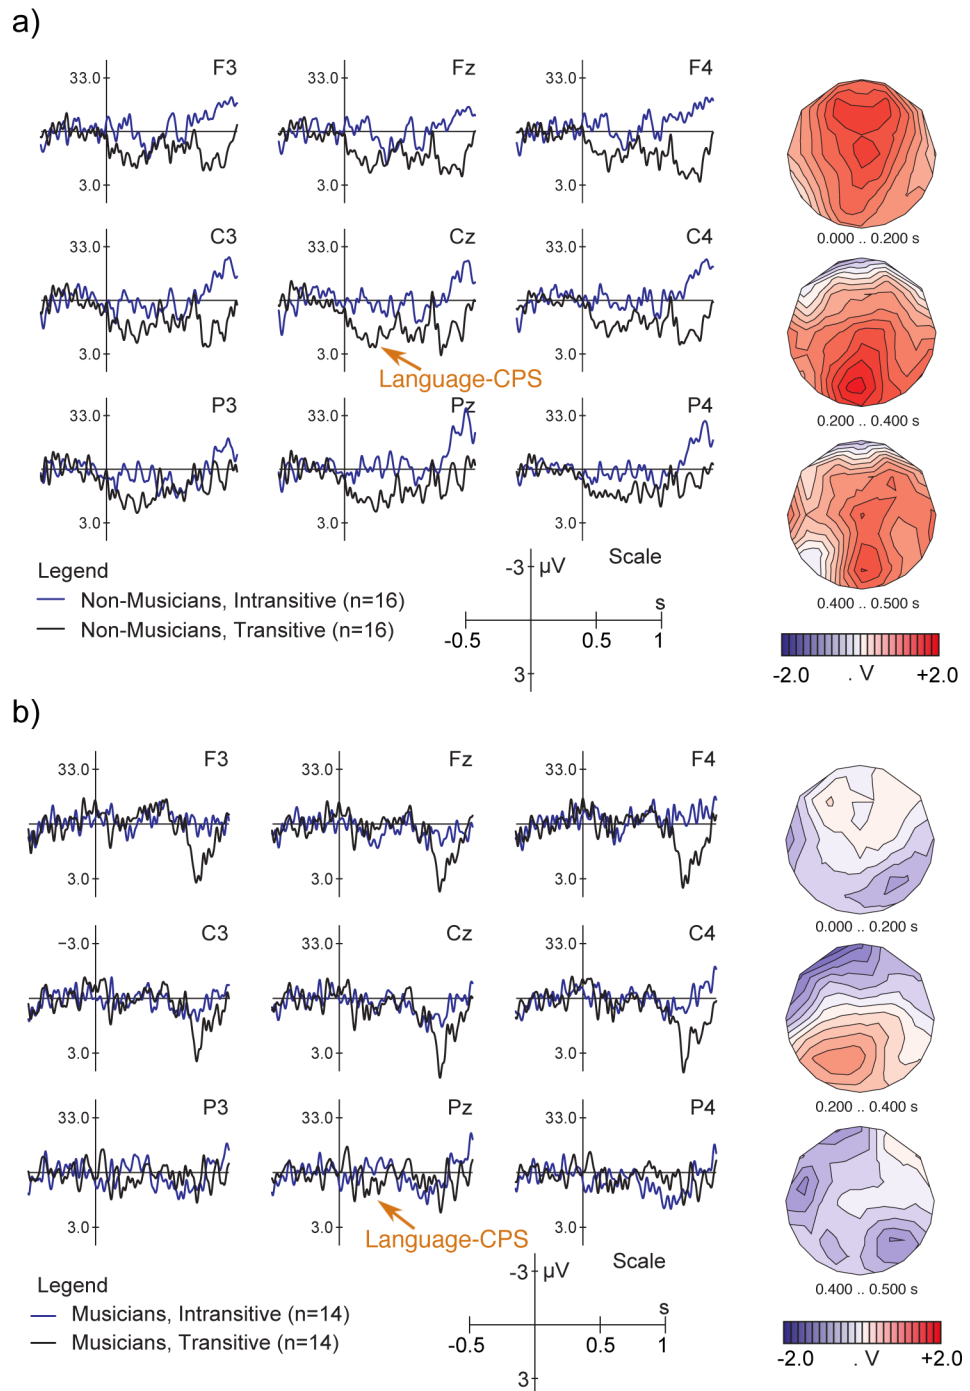 a)
F3
Fz
F4
33.0
33.0
33.0
3.0
3.0
3.0
0.000 .. 0.200 s
C3
Cz
C4
33.0
33.0
33.0
3.0
3.0
3.0
Language-CPS
0.200 .. 0.400 s
P3
Pz
P4
33.0
33.0
33.0
3.0
3.0
3.0
0.400 .. 0.500 s
Legend
Non-Musicians, Intransitive (n=16)
Non-Musicians, Transitive (n=16)
-3 µV
Scale
s
-0.5 0.5 1
3
-2.0 . V +2.0
b)
F3
Fz
F4
33.0
33.0
33.0
3.0
3.0
3.0
0.000 .. 0.200 s
C3
Cz
C4
−3.0
33.0
33.0
3.0
3.0
3.0
0.200 .. 0.400 s
P3
Pz
P4
33.0
33.0
33.0
3.0
3.0
3.0
Language-CPS
0.400 .. 0.500 s
Legend
Musicians, Intransitive (n=14)
Musicians, Transitive (n=14)
-3 µV
Scale
s
-0.5 0.5 1
3
-2.0 . V +2.0